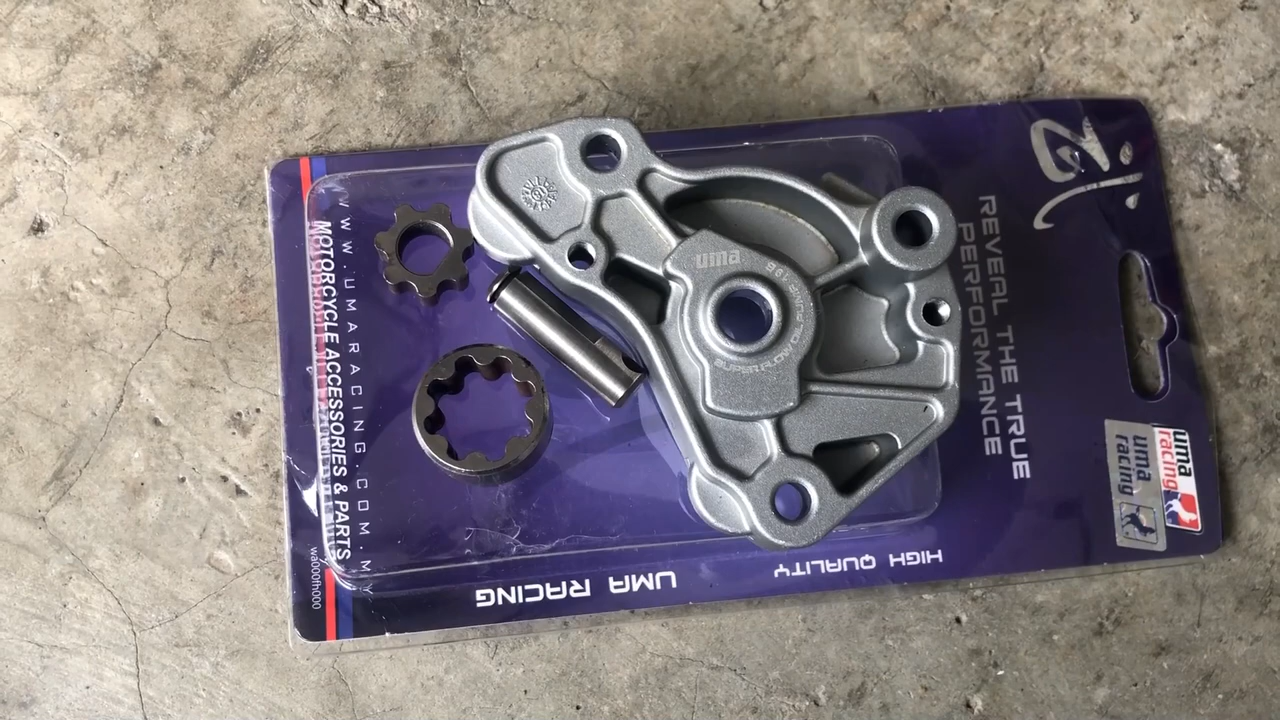 REVEAL THE TRUE
PERFORMANCE
uma
racing
uma
racing
uma
SUPER FLOW OIL PUMP
HIGH QUALITY
UMA RACING
WWW.UMARACING.COM.MY
MOTORCYCLE ACCESSORIES & PARTS
wa000fh000